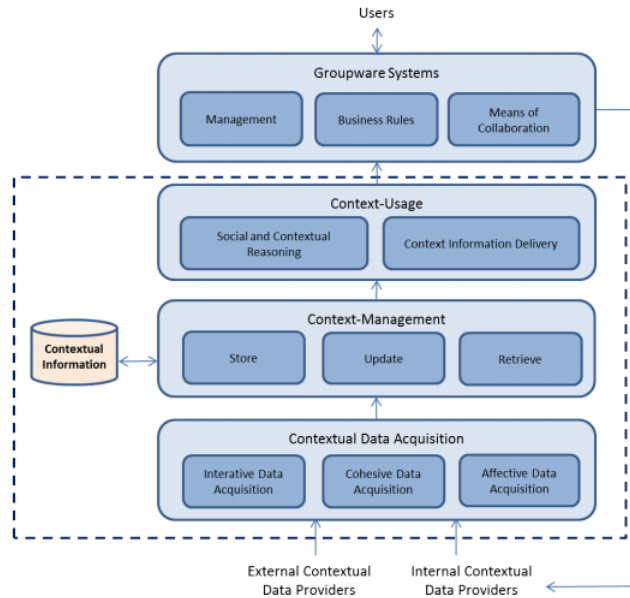 Users
Groupware Systems
Management
Business Rules
Means of
Collaboration
Context-Usage
Social and Contextual
Reasoning
Context Information Delivery
Context-Management
Contextual
Information
Store
Update
Retrieve
Contextual Data Acquisition
Interative Data
Acquisition
Cohesive Data
Acquisition
Affective Data
Acquisition
External Contextual
Data Providers
Internal Contextual
Data Providers